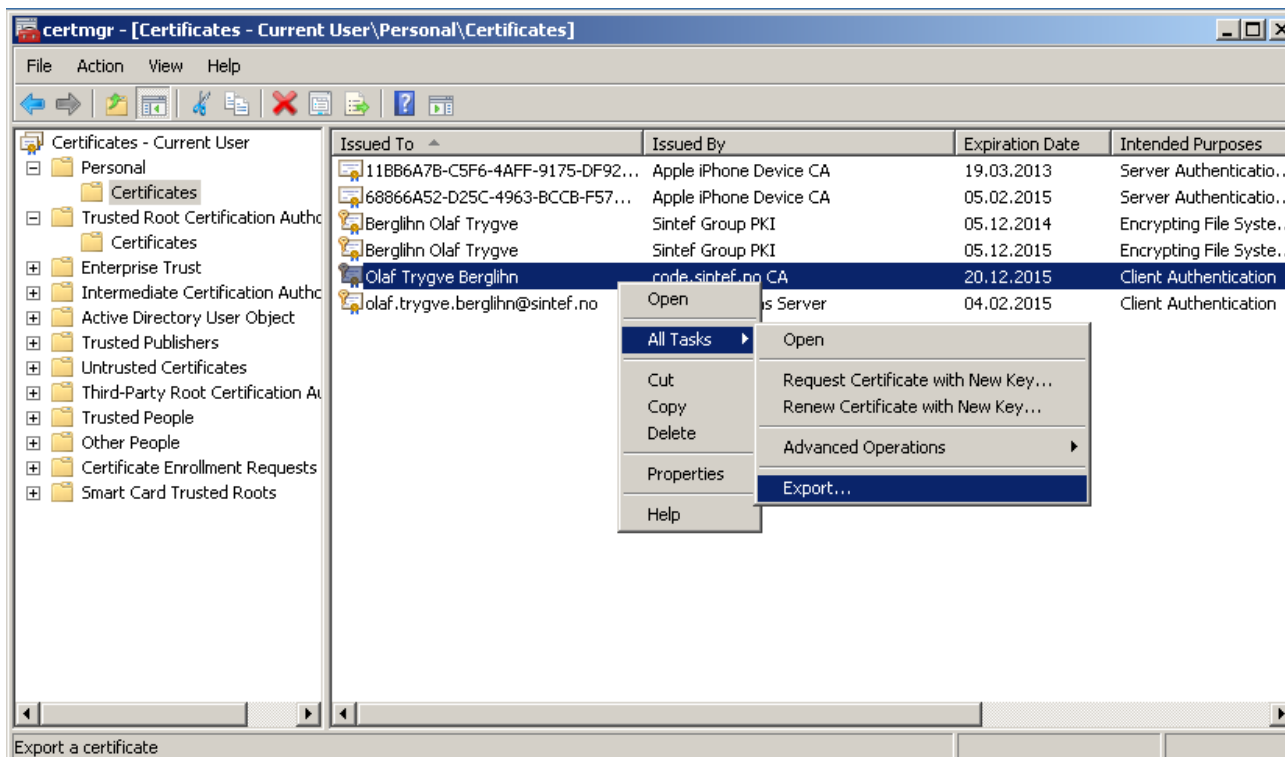 certmgr - [Certificates - Current User\Personal\Certificates]
File Action View Help
Certificates - Current User
Personal
Certificates
Trusted Root Certification Autho
Certificates
Enterprise Trust
Intermediate Certification Autho
Active Directory User Object
Trusted Publishers
Untrusted Certificates
Third-Party Root Certification Au
Trusted People
Other People
Certificate Enrollment Requests
Smart Card Trusted Roots
Issued To Issued By Expiration Date Intended Purposes
11BB6A7B-C5F6-4AFF-9175-DF92... Apple iPhone Device CA 19.03.2013 Server Authenticatio..
68866A52-D25C-4963-BCCB-F57... Apple iPhone Device CA 05.02.2015 Server Authenticatio..
Berglihn Olaf Trygve Sintef Group PKI 05.12.2014 Encrypting File Syste..
Berglihn Olaf Trygve Sintef Group PKI 05.12.2015 Encrypting File Syste..
Olaf Trygve Berglihn code.sintef.no CA 20.12.2015 Client Authentication
olaf.trygve.berglihn@sintef.no s Server 04.02.2015 Client Authentication
Open
All Tasks
Cut
Copy
Delete
Properties
Help
Open
Request Certificate with New Key...
Renew Certificate with New Key...
Advanced Operations
Export...
Export a certificate